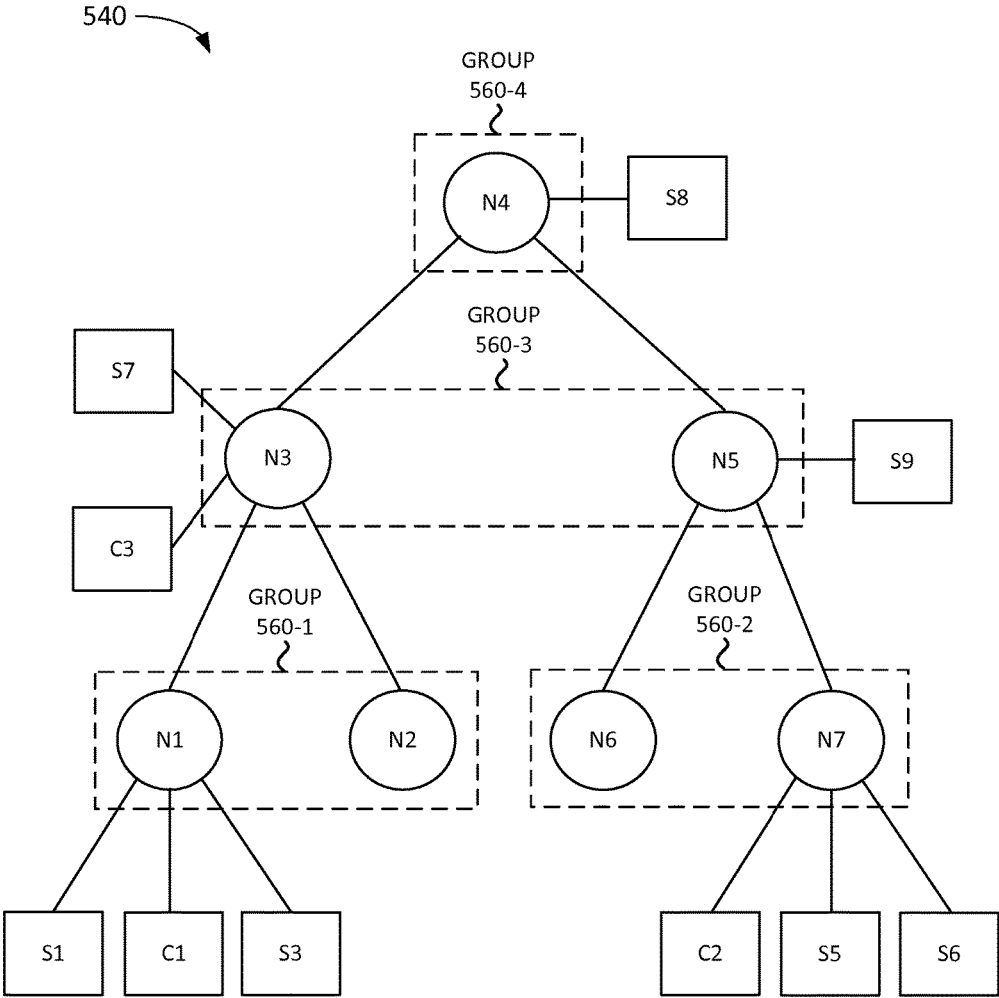 540
GROUP
560-4
N4
S8
GROUP
560-3
S7
N3
N5
S9
C3
GROUP
560-1
GROUP
560-2
N1
N2
N6
N7
S1
C1
S3
C2
S5
S6